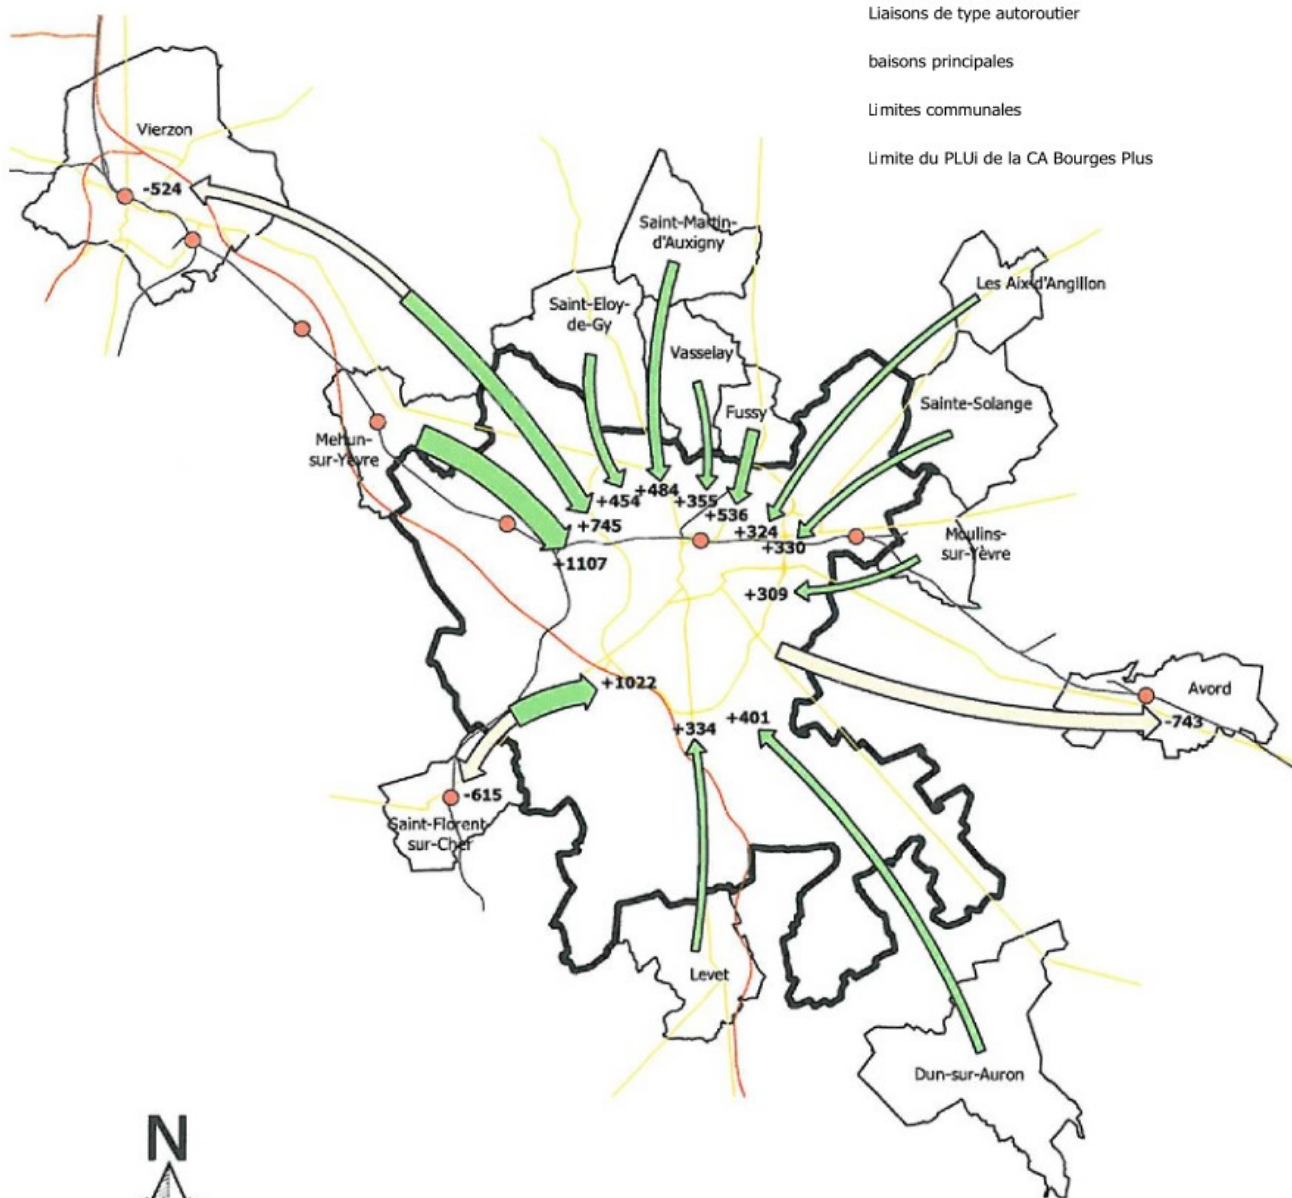 Liaisons de type autoroutier
baisons principales
Limites communales
Limite du PLUi de la CA Bourges Plus
Vierzon
-524
Saint-Martin-
d'Auxigny
Les Aix-d'Angillon
Saint-Eloy-
de-Gy
Vasselay
Fussy
Sainte-Solange
Mehun-
sur-Yèvre
+454
+484
+355
+536
+745
+324
+330
Moulins-
sur-Yèvre
+1107
+309
+1022
Avord
-743
+334
+401
-615
Saint-Florent
sur-Cher
Levet
Dun-sur-Auron
N